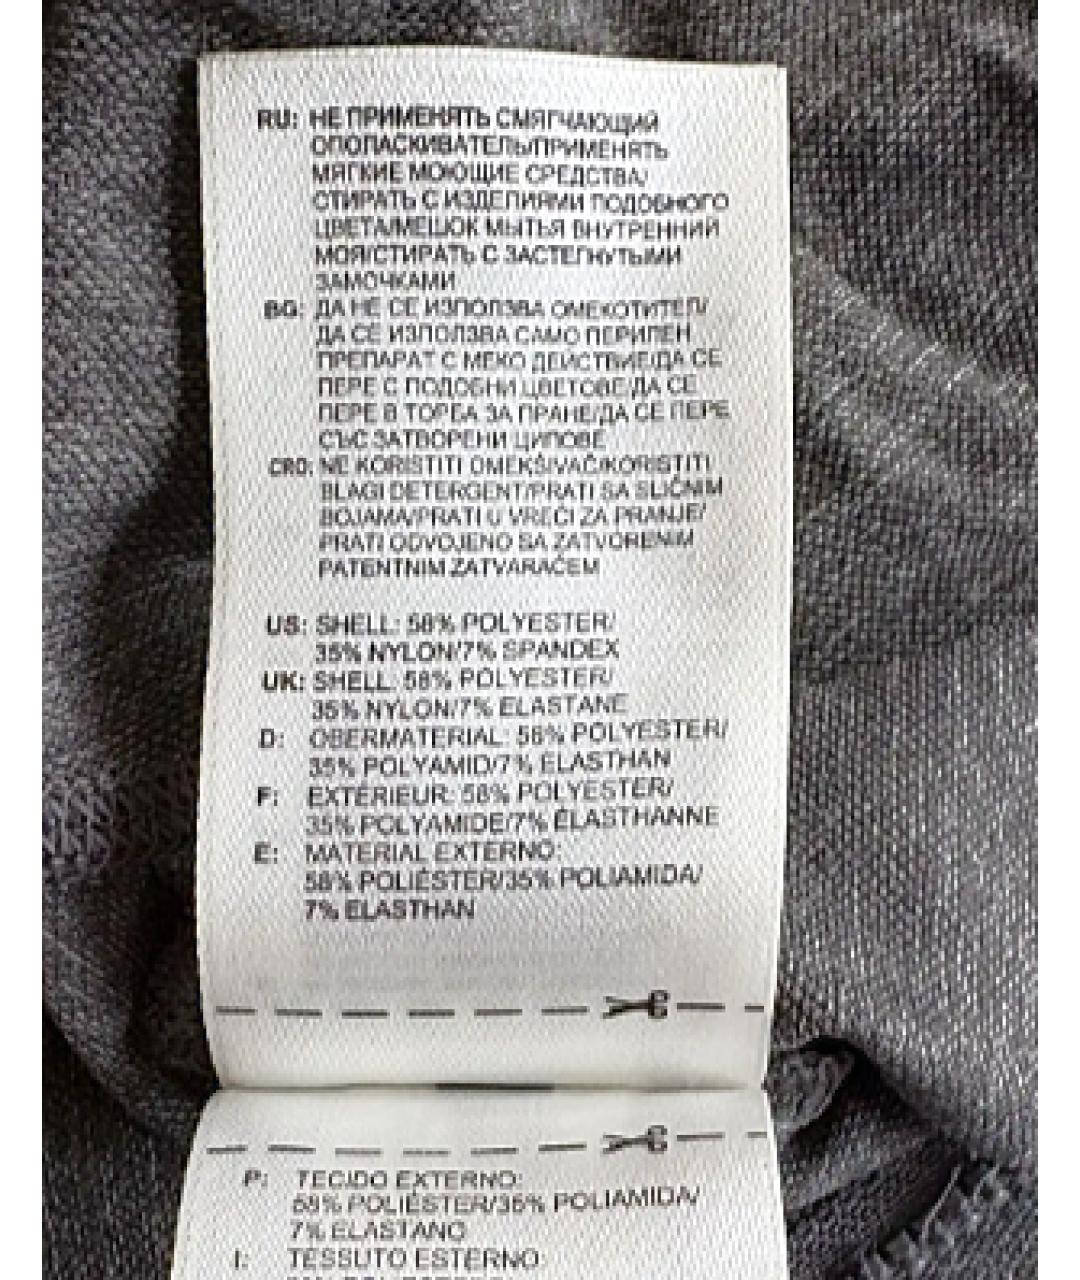 RU: НЕ ПРИМЕНЯТЬ СМЯГЧАЮЩИЙ
ОПОЛАСКИВАТЕЛЬ/ПРИМЕНЯТЬ
МЯГКИЕ МОЮЩИЕ СРЕДСТВА/
СТИРАТЬ С ИЗДЕЛИЯМИ ПОДОБНОГО
ЦВЕТА/МЕШОК МЫТЬЯ ВНУТРЕННИЙ
МОЯ/СТИРАТЬ С ЗАСТЕГНУТЫМИ
ЗАМОЧКАМИ
BG: ДА НЕ СЕ ИЗПОЛЗВА ОМЕКОТИТЕЛ/
ДА СЕ ИЗПОЛЗВА САМО ПЕРИЛЕН
ПРЕПАРАТ С МЕКО ДЕЙСТВИЕ/ДА СЕ
ПЕРЕ С ПОДОБНИ ЦВЕТОВЕ/ДА СЕ
ПЕРЕ В ТОРБА ЗА ПРАНЕ/ДА СЕ ПЕРЕ
СЪС ЗАТВОРЕНИ ЦИПОВЕ
CRO: NE KORISTITI OMEKŠIVAČ/KORISTITI
BLAGI DETERGENT/PRATI SA SLIČNIM
BOJAMA/PRATI U VREĆI ZA PRANJE/
PRATI ODVOJENO SA ZATVORENIM
PATENTNIM ZATVARAČEM
US: SHELL: 58% POLYESTER/
35% NYLON/7% SPANDEX
UK: SHELL: 58% POLYESTER/
35% NYLON/7% ELASTANE
D: OBERMATERIAL: 58% POLYESTER/
35% POLYAMID/7% ELASTHAN
F: EXTÉRIEUR: 58% POLYESTER/
35% POLYAMIDE/7% ÉLASTHANNE
E: MATERIAL EXTERNO:
58% POLIÉSTER/35% POLIAMIDA/
7% ELASTHAN
P: TECIDO EXTERNO:
58% POLIÉSTER/35% POLIAMIDA/
7% ELASTANO
I: TESSUTO ESTERNO